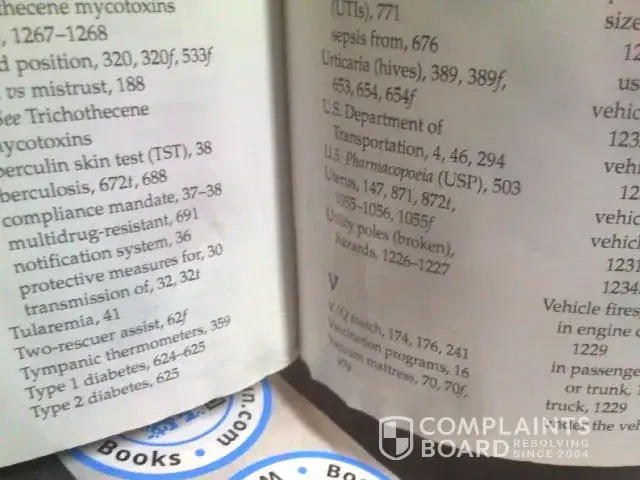 thecene mycotoxins
, 1267–1268
d position, 320, 320f, 533f
vs mistrust, 188
See Trichothecene
mycotoxins
berculin skin test (TST), 38
berculosis, 672t, 688
compliance mandate, 37–38
multidrug-resistant, 691
notification system, 36
protective measures for, 30
transmission of, 32, 32t
Tularemia, 41
Two-rescuer assist, 62f
Tympanic thermometers, 359
Type 1 diabetes, 624–625
Type 2 diabetes, 625
(UTIs), 771
sepsis from, 676
Urticaria (hives), 389, 389f,
653, 654, 654f
U.S. Department of
Transportation, 4, 46, 294
U.S. Pharmacopoeia (USP), 503
Uterus, 147, 871, 872t,
1055–1056, 1055f
Utility poles (broken),
hazards, 1226–1227
V
V/Q match, 174, 176, 241
Vaccination programs, 16
Vacuum mattress, 70, 70f,
size
12
us
vehic
123
vehi
12
vehic
vehic
1231
1234
Vehicle fires,
in engine c
1229
in passenge
or trunk, 1
truck, 1229
the veh
n.com
Books •
Boo
COMPLAINTS
BOARD
RESOLVING
SINCE 2004